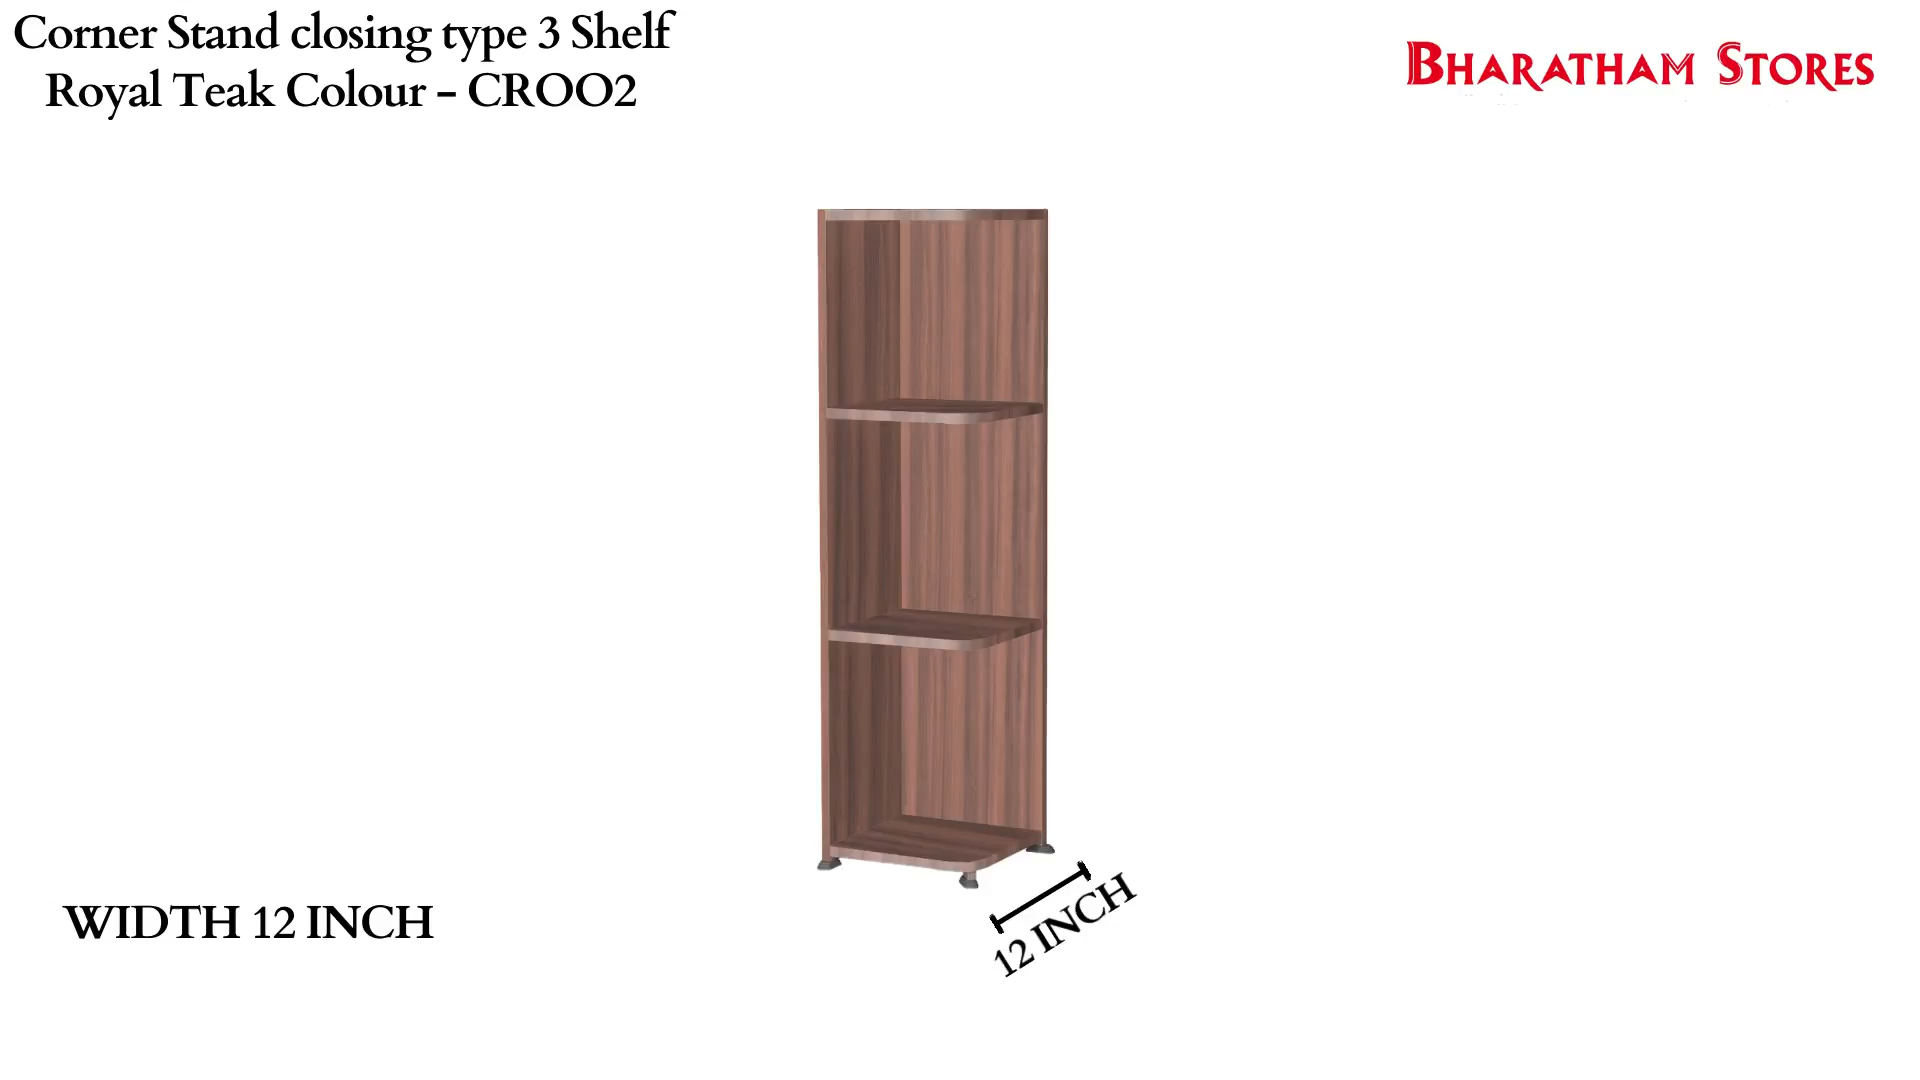 Corner Stand closing type 3 Shelf
Royal Teak Colour - CROO2
BHARATHAM STORES
WIDTH 12 INCH
12 INCH